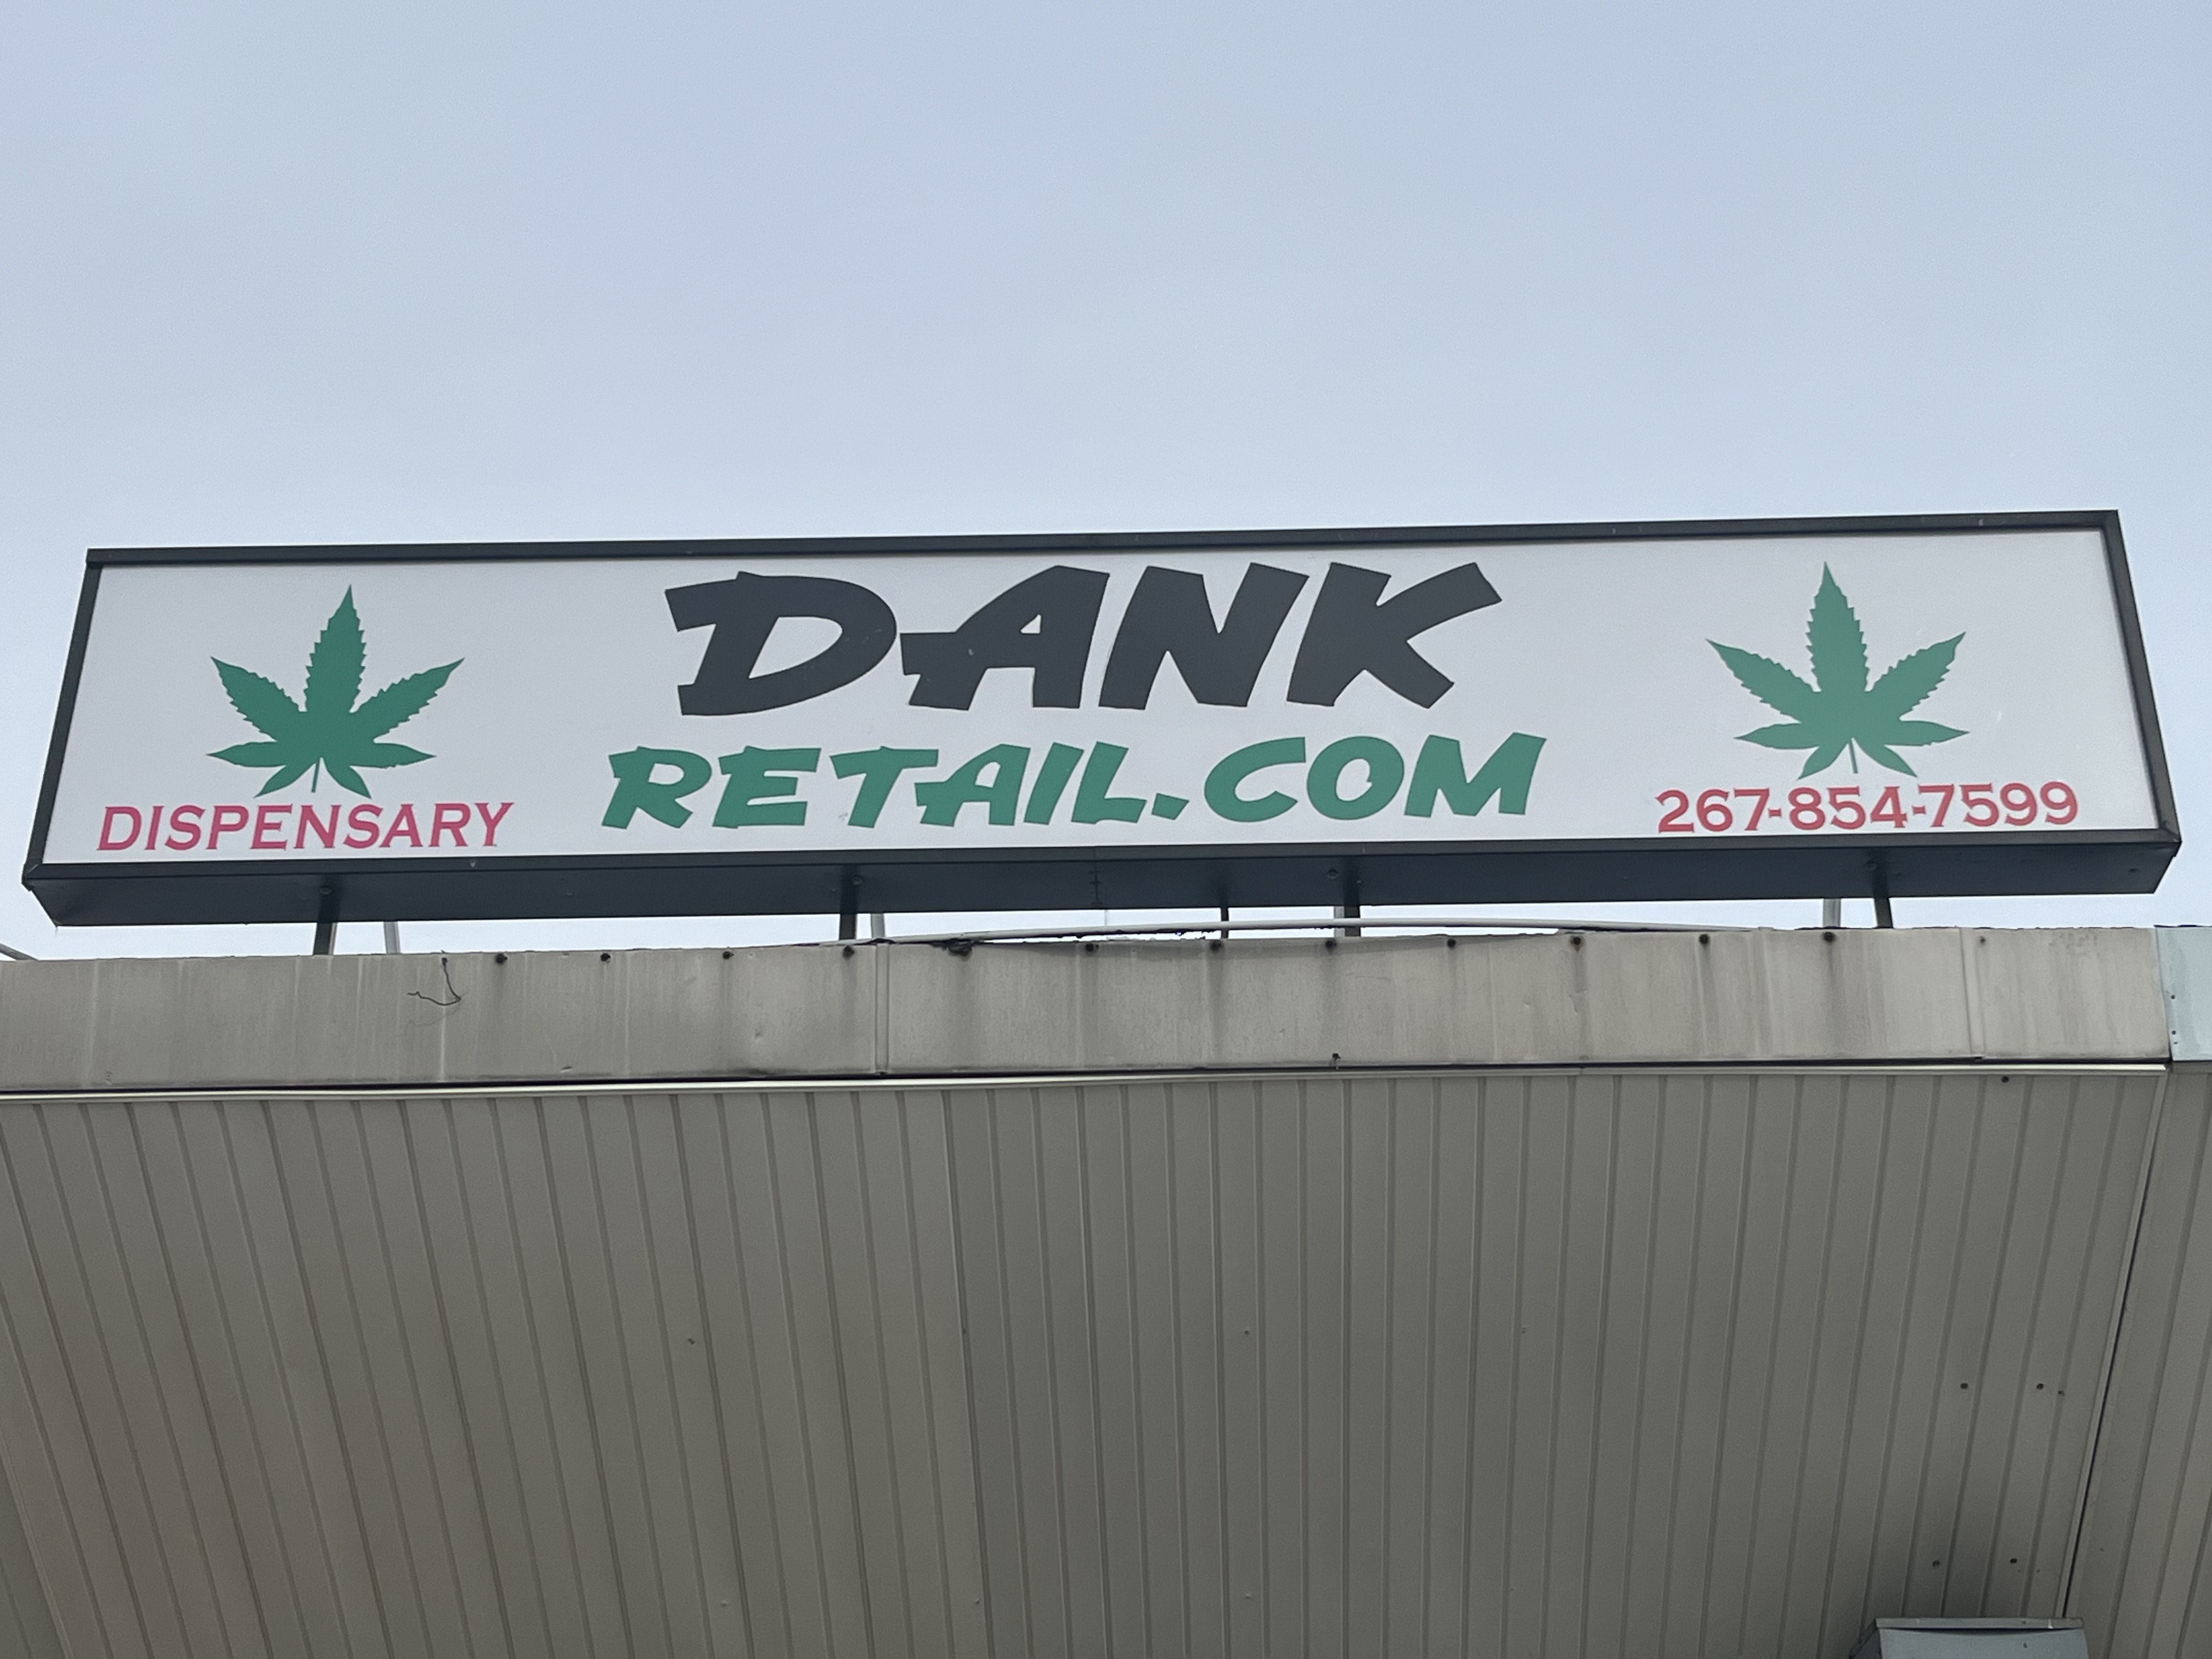 DANK
RETAIL.COM
DISPENSARY
267-854-7599